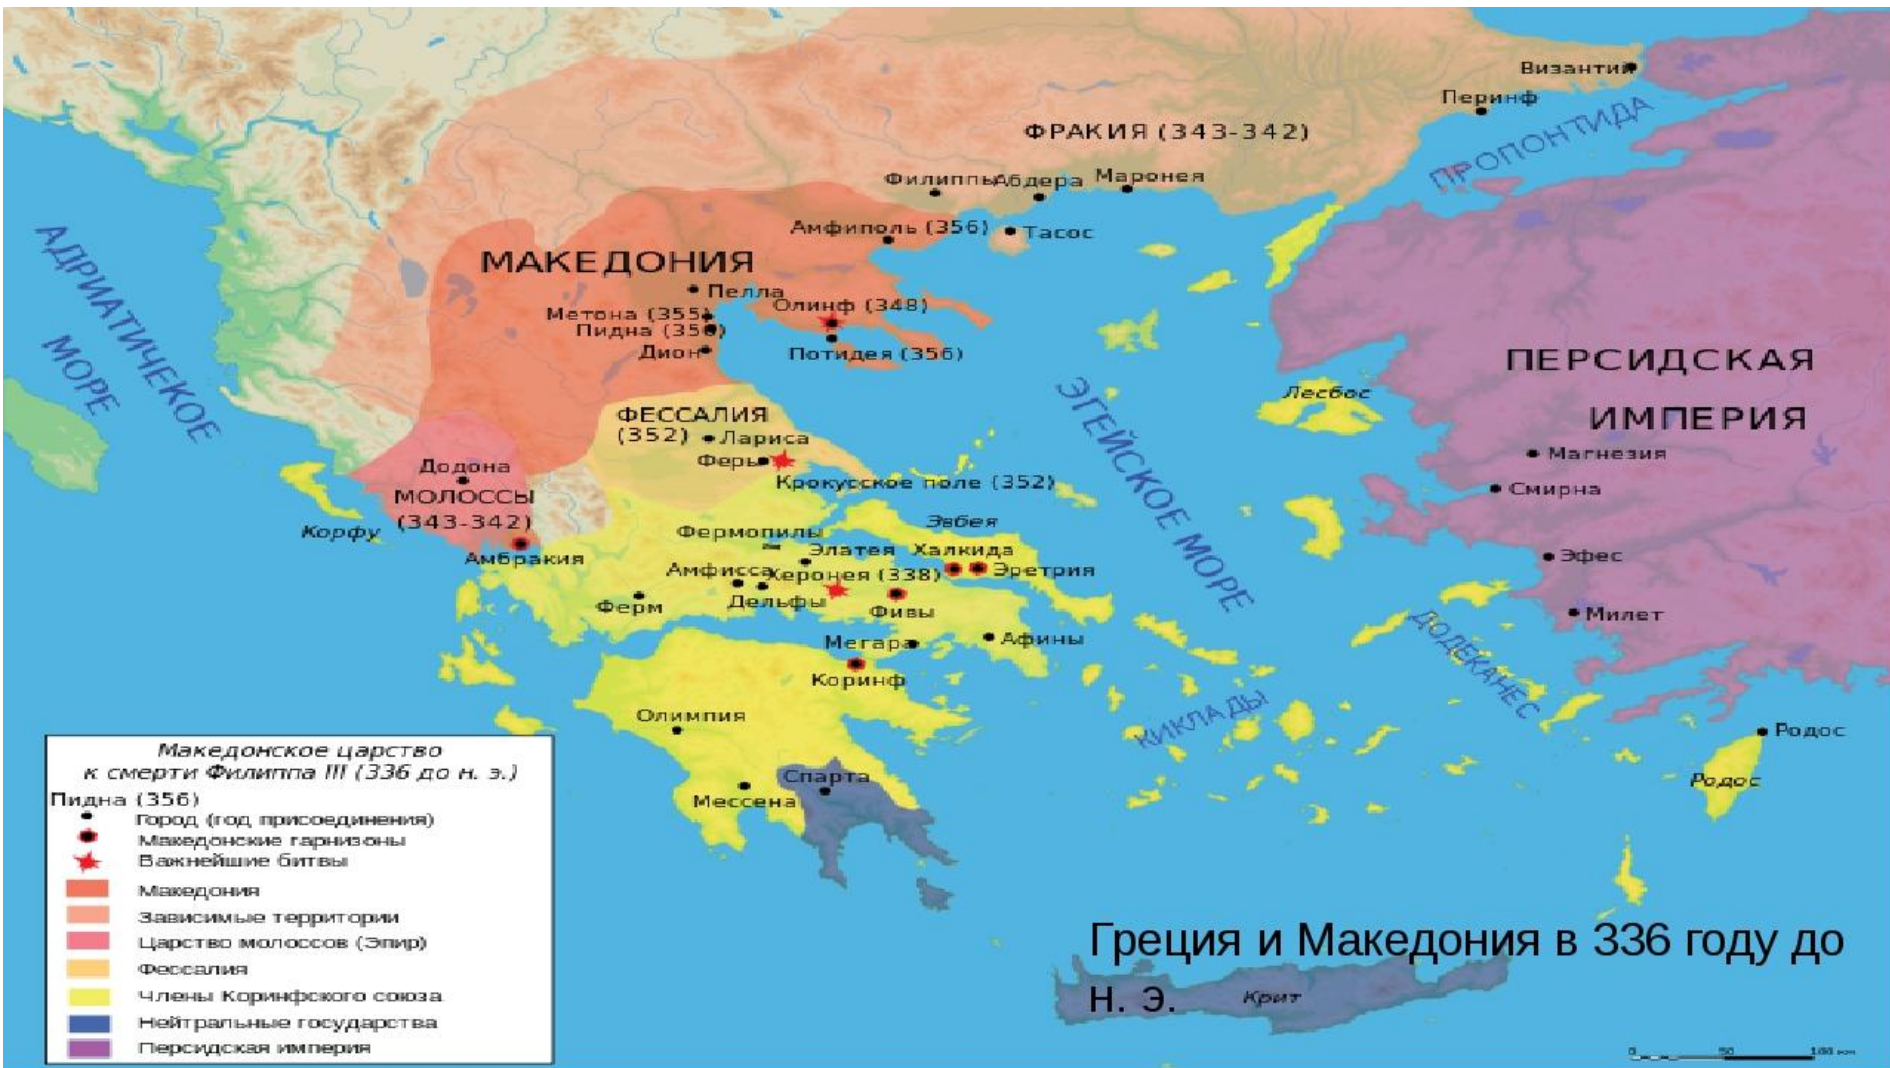 Византий
Перинф
ФРАКИЯ (343-342)
ПРОПОНТИДА
Филиппы
Абдера
Маронея
Амфиполь (356)
Тасос
АДРИАТИЧЕКОЕ
МОРЕ
МАКЕДОНИЯ
Пелла
Олинф (348)
Метона (355)
Пидна (356)
Дион
Потидея (356)
ПЕРСИДСКАЯ
ИМПЕРИЯ
ЭГЕЙСКОЕ МОРЕ
Лесбос
ФЕССАЛИЯ
(352)
Лариса
Феры
Крокусское поле (352)
Магнезия
Смирна
Додона
МОЛОССЫ
(343-342)
Корфу
Амбракия
Фермопилы
Эвбея
Элатея
Халкида
Эретрия
Амфисса
Херонея (338)
Дельфы
Ферм
Фивы
Эфес
Милет
Мегара
Афины
Коринф
ДОДЕКАНЕС
КИКЛАДЫ
Олимпия
Родос
Родос
Спарта
Мессена
Македонское царство
к смерти Филиппа III (336 до н. э.)
Пидна (356)
Город (год присоединения)
Македонские гарнизоны
Важнейшие битвы
Македония
Зависимые территории
Царство молоссов (Эпир)
Фессалия
Члены Коринфского союза
Нейтральные государства
Персидская империя
Греция и Македония в 336 году до
н. э.
Крит
0 50 100 км